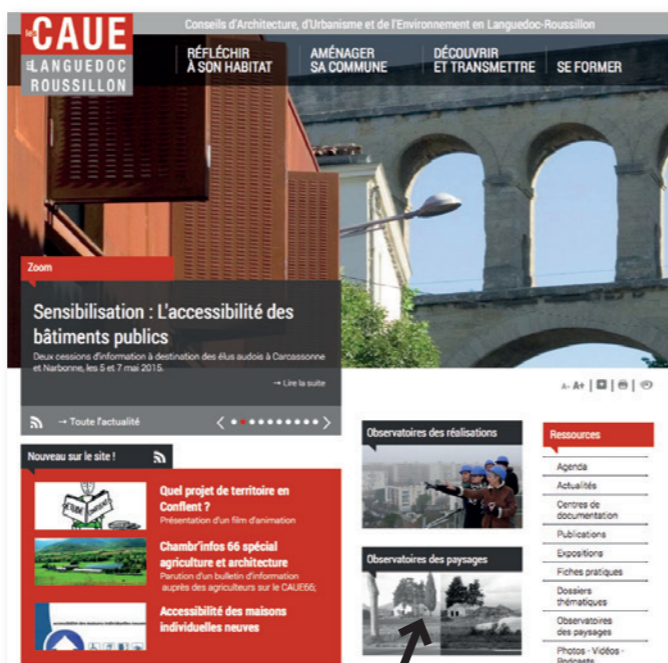 Conseils d'Architecture, d'Urbanisme et de l'Environnement en Languedoc-Roussillon
les CAUE
EN LANGUEDOC
ROUSSILLON
RÉFLÉCHIR
À SON HABITAT
AMÉNAGER
SA COMMUNE
DÉCOUVRIR
ET TRANSMETTRE
SE FORMER
Zoom
Sensibilisation : L'accessibilité des
bâtiments publics
Deux cessions d'information à destination des élus audois à Carcassonne
et Narbonne, les 5 et 7 mai 2015.
→ Lire la suite
→ Toute l'actualité
A- A+
Nouveau sur le site !
Quel projet de territoire en
Conflent ?
Présentation d'un film d'animation
Chambr'infos 66 spécial
agriculture et architecture
Parution d'un bulletin d'information
auprès des agriculteurs sur le CAUE66;
Accessibilité des maisons
individuelles neuves
Observatoires des réalisations
Observatoires des paysages
Ressources
Agenda
Actualités
Centres de
documentation
Publications
Expositions
Fiches pratiques
Dossiers
thématiques
Observatoires
des paysages
Photos - Vidéos -
Podcasts